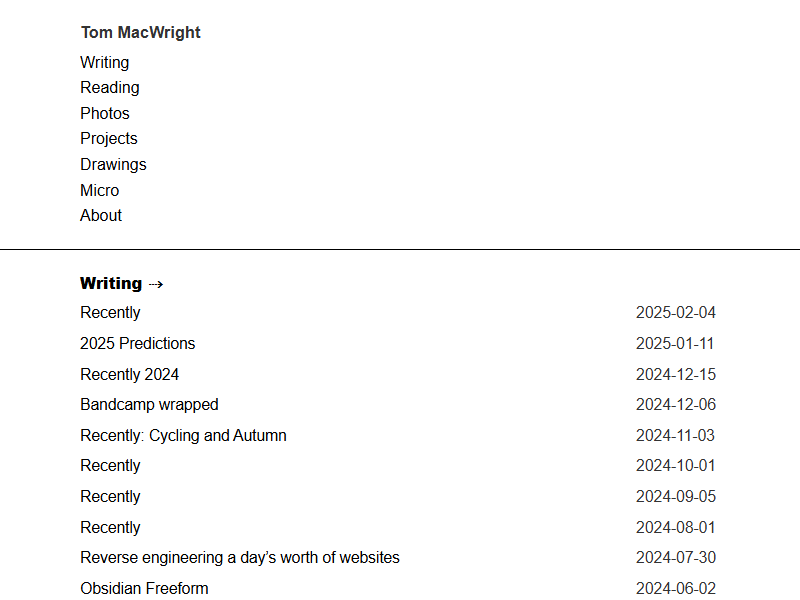 Tom MacWright
Writing
Reading
Photos
Projects
Drawings
Micro
About
Writing ⇢
Recently 2025-02-04
2025 Predictions 2025-01-11
Recently 2024 2024-12-15
Bandcamp wrapped 2024-12-06
Recently: Cycling and Autumn 2024-11-03
Recently 2024-10-01
Recently 2024-09-05
Recently 2024-08-01
Reverse engineering a day’s worth of websites 2024-07-30
Obsidian Freeform 2024-06-02